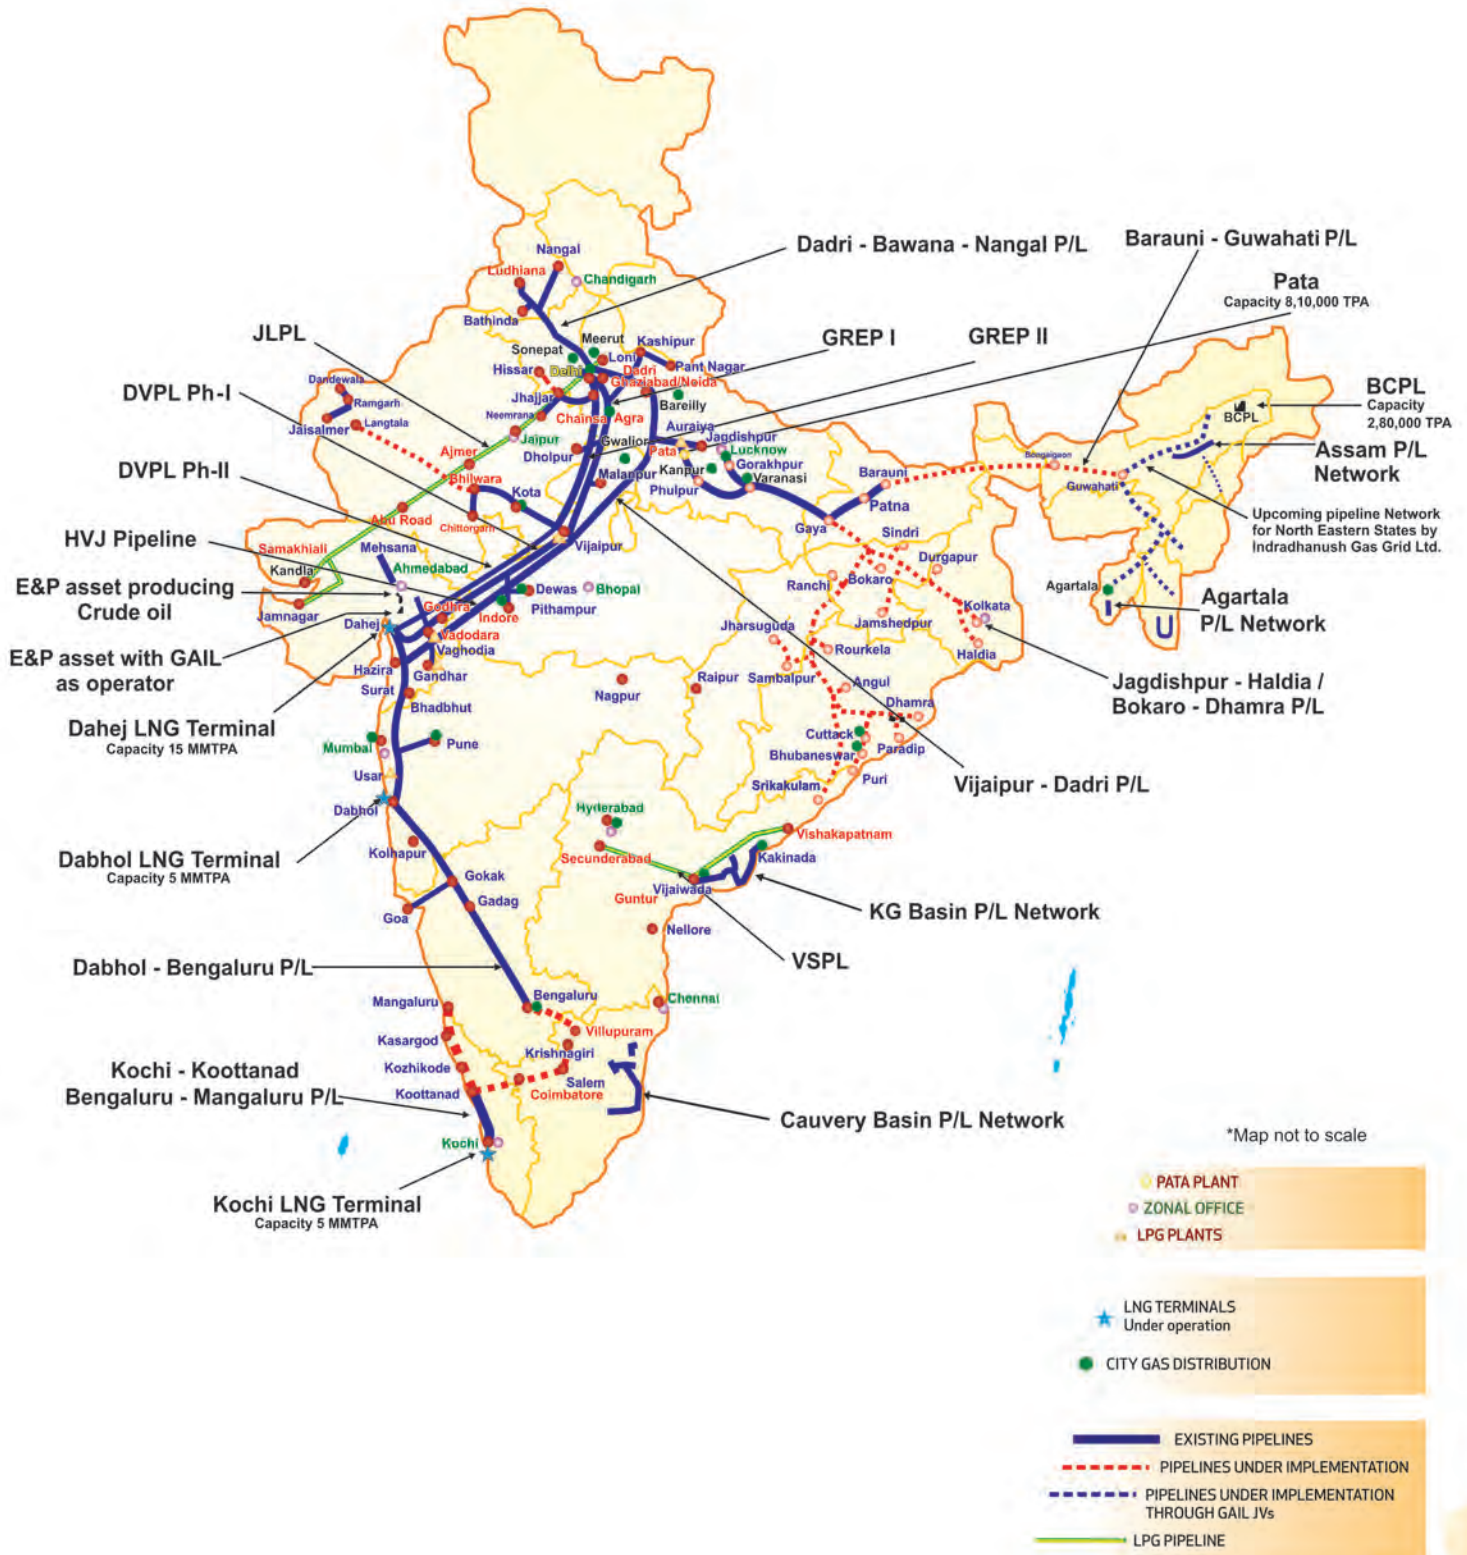 Dadri - Bawana - Nangal P/L
Barauni - Guwahati P/L
Pata
Capacity 8,10,000 TPA
JLPL
GREP I
GREP II
DVPL Ph-I
BCPL
Capacity
2,80,000 TPA
Assam P/L
Network
DVPL Ph-II
HVJ Pipeline
Upcoming pipeline Network
for North Eastern States by
Indradhanush Gas Grid Ltd.
E&P asset producing
Crude oil
Agartala
P/L Network
E&P asset with GAIL
as operator
Jagdishpur - Haldia /
Bokaro - Dhamra P/L
Dahej LNG Terminal
Capacity 15 MMTPA
Vijaipur - Dadri P/L
Dabhol LNG Terminal
Capacity 5 MMTPA
KG Basin P/L Network
VSPL
Dabhol - Bengaluru P/L
Kochi - Koottanad
Bengaluru - Mangaluru P/L
Cauvery Basin P/L Network
Kochi LNG Terminal
Capacity 5 MMTPA
Nangal
Ludhiana
Chandigarh
Bathinda
Meerut
Sonepat
Loni
Kashipur
Hissar
Delhi
Dadri
Pant Nagar
Ghaziabad/Noida
Dandewala
Ramgarh
Jhajjar
Bareilly
Jaisalmer
Langtala
Neemrana
Chainsa
Agra
Auraiya
Jaipur
Gwalior
Jagdishpur
Ajmer
Dholpur
Pata
Lucknow
Gorakhpur
Barauni
Bongaigaon
BCPL
Bhilwara
Malanpur
Kanpur
Varanasi
Guwahati
Kota
Phulpur
Patna
Abu Road
Chittorgarh
Gaya
Sindri
Samakhiali
Mehsana
Vijaipur
Durgapur
Kandla
Ahmedabad
Ranchi
Bokaro
Dewas
Bhopal
Agartala
Jamnagar
Godhra
Indore
Pithampur
Kolkata
Dahej
Vadodara
Jharsuguda
Jamshedpur
Vaghodia
Rourkela
Haldia
Hazira
Gandhar
Sambalpur
Surat
Nagpur
Raipur
Angul
Bhadbhut
Dhamra
Mumbai
Pune
Cuttack
Paradip
Bhubaneswar
Usar
Puri
Srikakulam
Dabhol
Hyderabad
Vishakapatnam
Kolhapur
Secunderabad
Kakinada
Gokak
Vijaiwada
Gadag
Guntur
Goa
Nellore
Mangaluru
Bengaluru
Chennai
Kasargod
Villupuram
Krishnagiri
Kozhikode
Salem
Koottanad
Coimbatore
Kochi
*Map not to scale
PATA PLANT
ZONAL OFFICE
LPG PLANTS
LNG TERMINALS
Under operation
CITY GAS DISTRIBUTION
EXISTING PIPELINES
PIPELINES UNDER IMPLEMENTATION
PIPELINES UNDER IMPLEMENTATION
THROUGH GAIL JVs
LPG PIPELINE